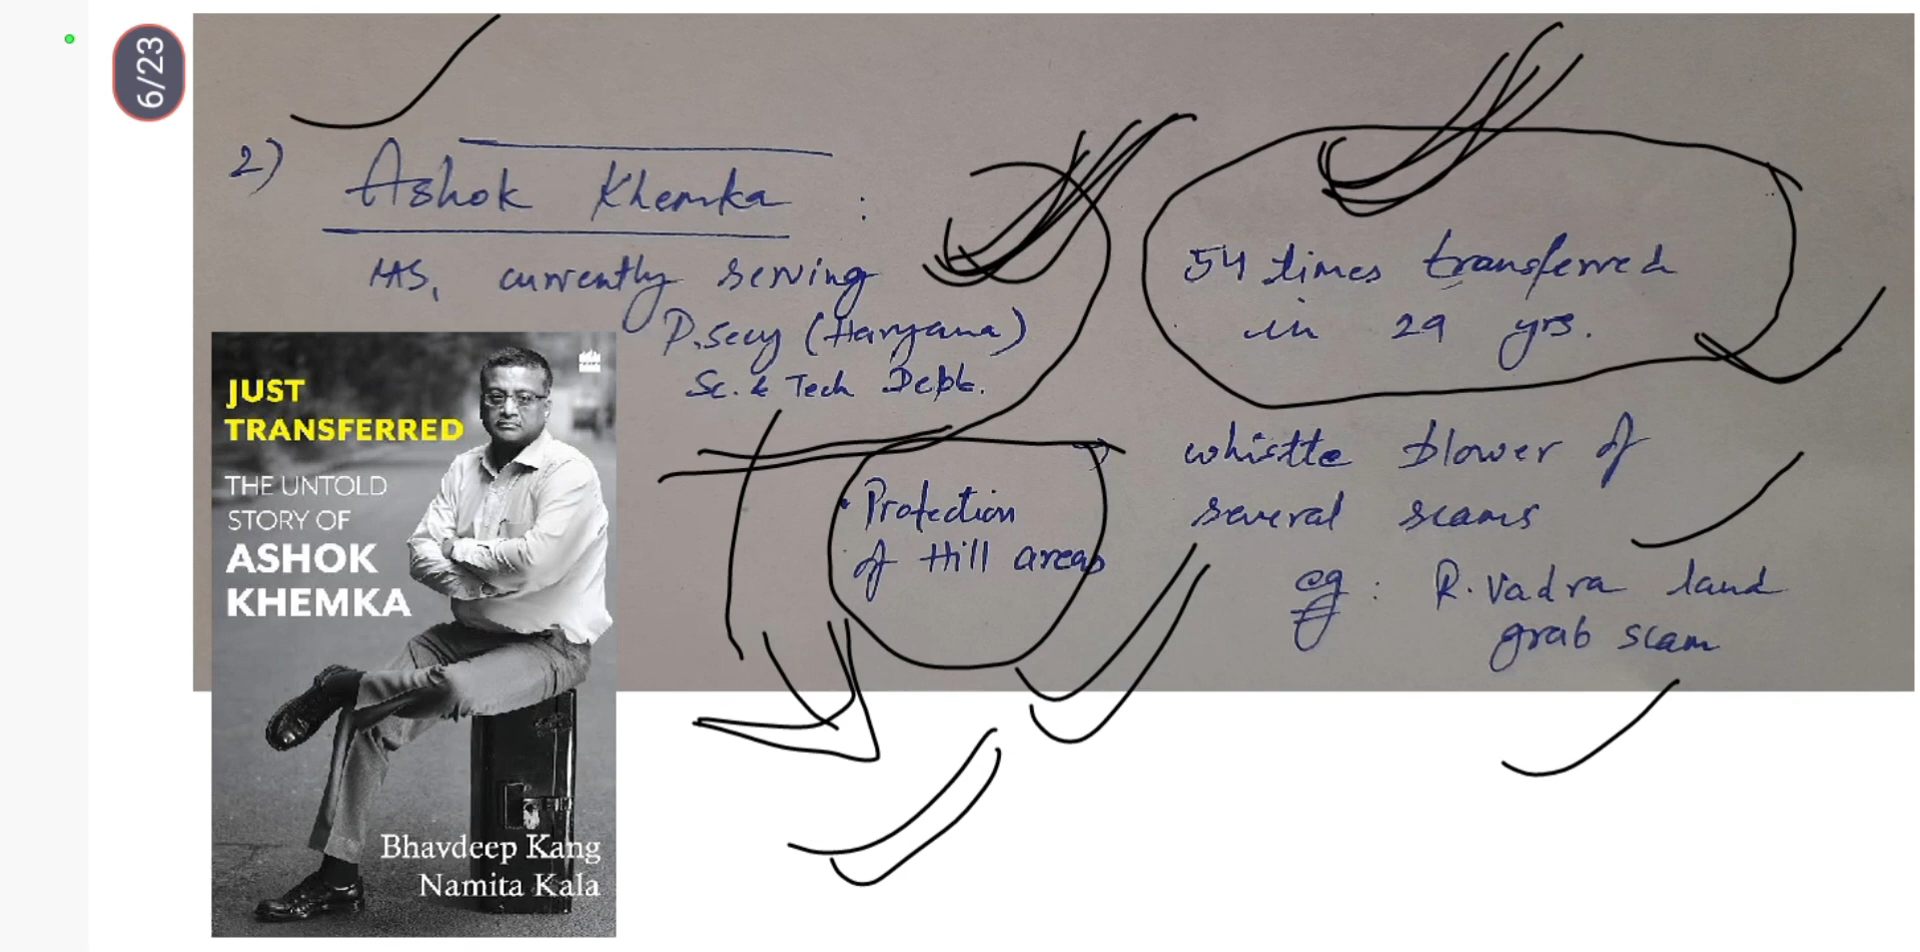 6/23
2) Ashok Khemka :
IAS, currently serving
P. Secy (Haryana)
Sc. & Tech Deptt.
54 times transferred
in 29 yrs.
→ whistle blower of
several scams
eg : R. Vadra land
grab scam
• Protection
of Hill areas
JUST
TRANSFERRED
THE UNTOLD
STORY OF
ASHOK
KHEMKA
Bhavdeep Kang
Namita Kala